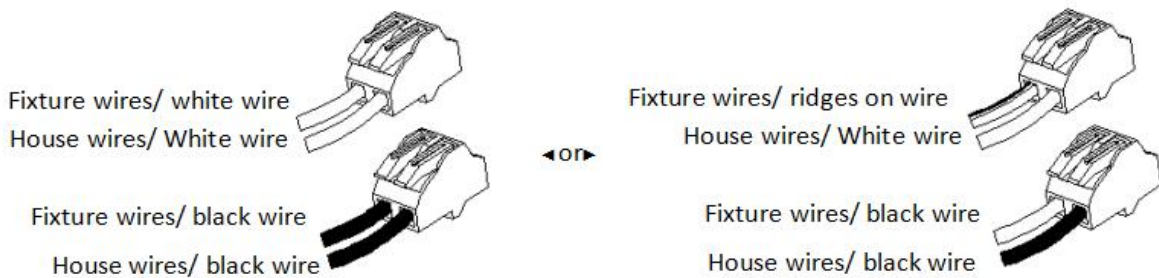 Fixture wires/ white wire
House wires/ White wire
Fixture wires/ black wire
House wires/ black wire
◂or▸
Fixture wires/ ridges on wire
House wires/ White wire
Fixture wires/ black wire
House wires/ black wire